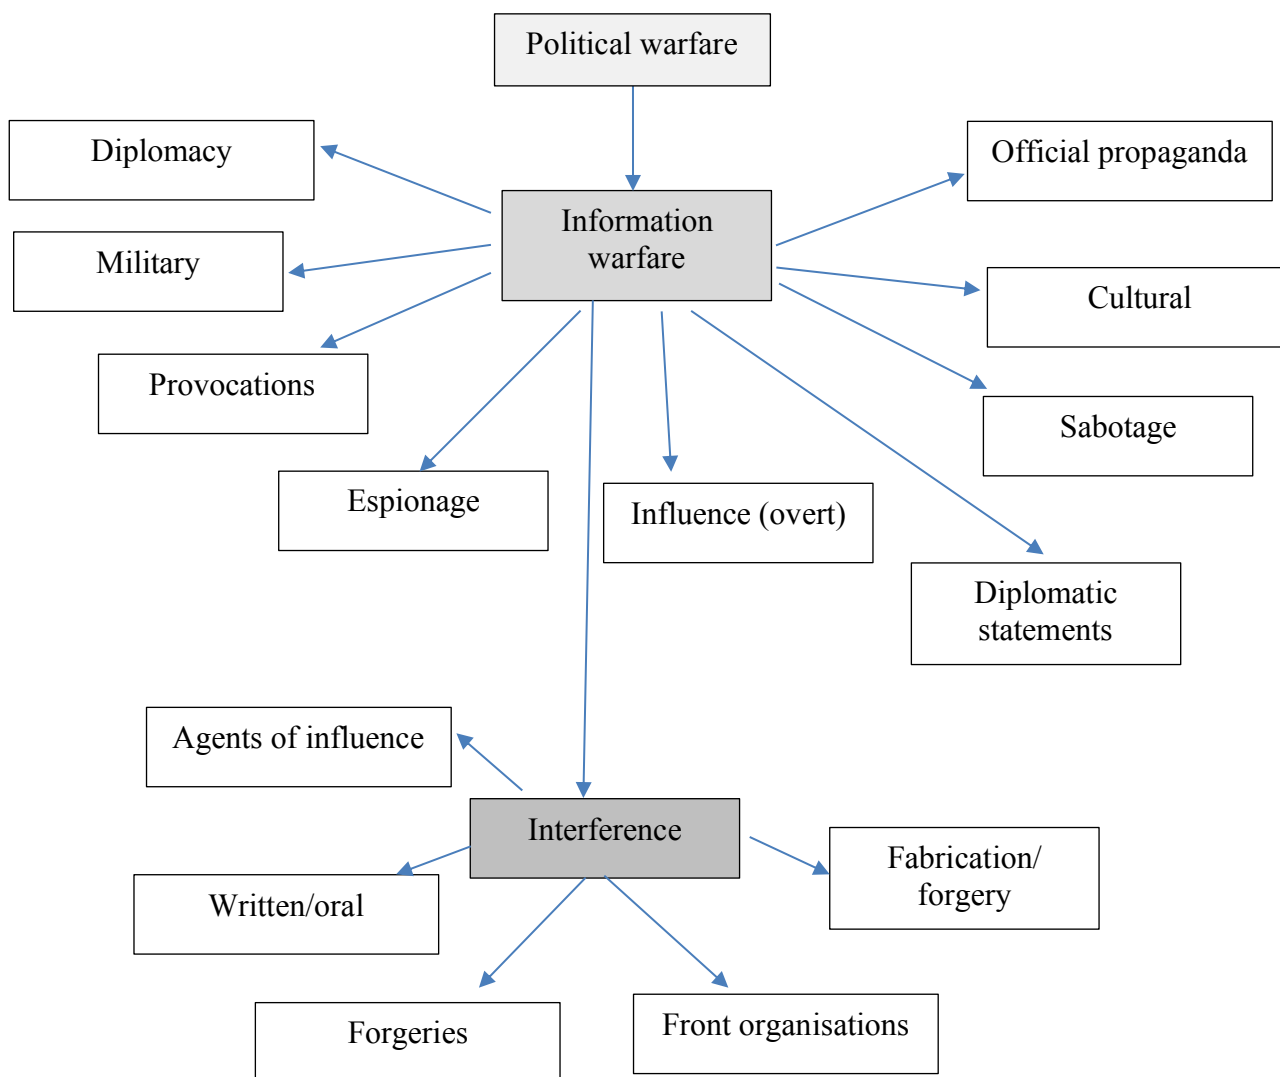 Political warfare
Diplomacy
Official propaganda
Information
warfare
Military
Cultural
Provocations
Sabotage
Espionage
Influence (overt)
Diplomatic
statements
Agents of influence
Interference
Fabrication/
forgery
Written/oral
Forgeries
Front organisations